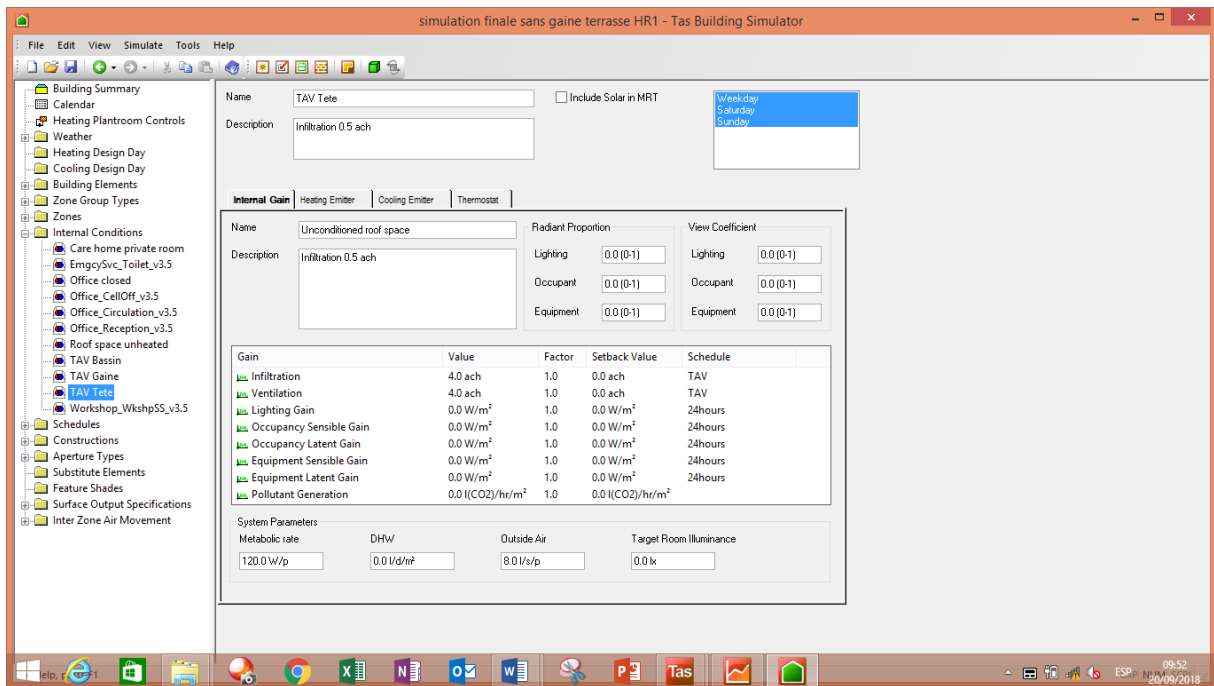 simulation finale sans gaine terrasse HR1 - Tas Building Simulator
File Edit View Simulate Tools Help
Building Summary
Calendar
Heating Plantroom Controls
Weather
Heating Design Day
Cooling Design Day
Building Elements
Zone Group Types
Zones
Internal Conditions
Care home private room
EmgcySvc_Toilet_v3.5
Office closed
Office_CellOff_v3.5
Office_Circulation_v3.5
Office_Reception_v3.5
Roof space unheated
TAV Bassin
TAV Gaine
TAV Tete
Workshop_WkshpSS_v3.5
Schedules
Constructions
Aperture Types
Substitute Elements
Feature Shades
Surface Output Specifications
Inter Zone Air Movement
Name TAV Tete Include Solar in MRT
Weekday
Saturday
Sunday
Description Infiltration 0.5 ach
Internal Gain Heating Emitter Cooling Emitter Thermostat
Name Unconditioned roof space
Description Infiltration 0.5 ach
Radiant Proportion
Lighting 0.0 (0-1)
Occupant 0.0 (0-1)
Equipment 0.0 (0-1)
View Coefficient
Lighting 0.0 (0-1)
Occupant 0.0 (0-1)
Equipment 0.0 (0-1)
Gain Value Factor Setback Value Schedule
Infiltration 4.0 ach 1.0 0.0 ach TAV
Ventilation 4.0 ach 1.0 0.0 ach TAV
Lighting Gain 0.0 W/m² 1.0 0.0 W/m² 24hours
Occupancy Sensible Gain 0.0 W/m² 1.0 0.0 W/m² 24hours
Occupancy Latent Gain 0.0 W/m² 1.0 0.0 W/m² 24hours
Equipment Sensible Gain 0.0 W/m² 1.0 0.0 W/m² 24hours
Equipment Latent Gain 0.0 W/m² 1.0 0.0 W/m² 24hours
Pollutant Generation 0.0 l(CO2)/hr/m² 1.0 0.0 l(CO2)/hr/m²
System Parameters
Metabolic rate DHW Outside Air Target Room Illuminance
120.0 W/p 0.0 l/d/m² 8.0 l/s/p 0.0 lx
Tas
ESP
09:52
20/09/2018